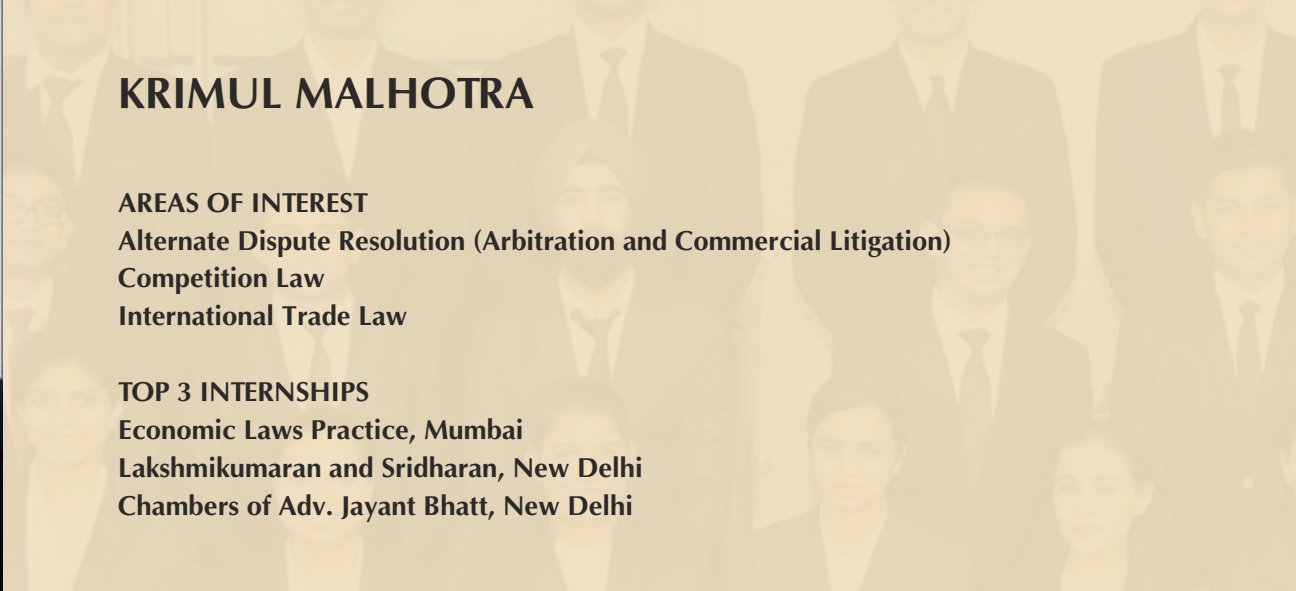 KRIMUL MALHOTRA
AREAS OF INTEREST
Alternate Dispute Resolution (Arbitration and Commercial Litigation)
Competition Law
International Trade Law
TOP 3 INTERNSHIPS
Economic Laws Practice, Mumbai
Lakshmikumaran and Sridharan, New Delhi
Chambers of Adv. Jayant Bhatt, New Delhi